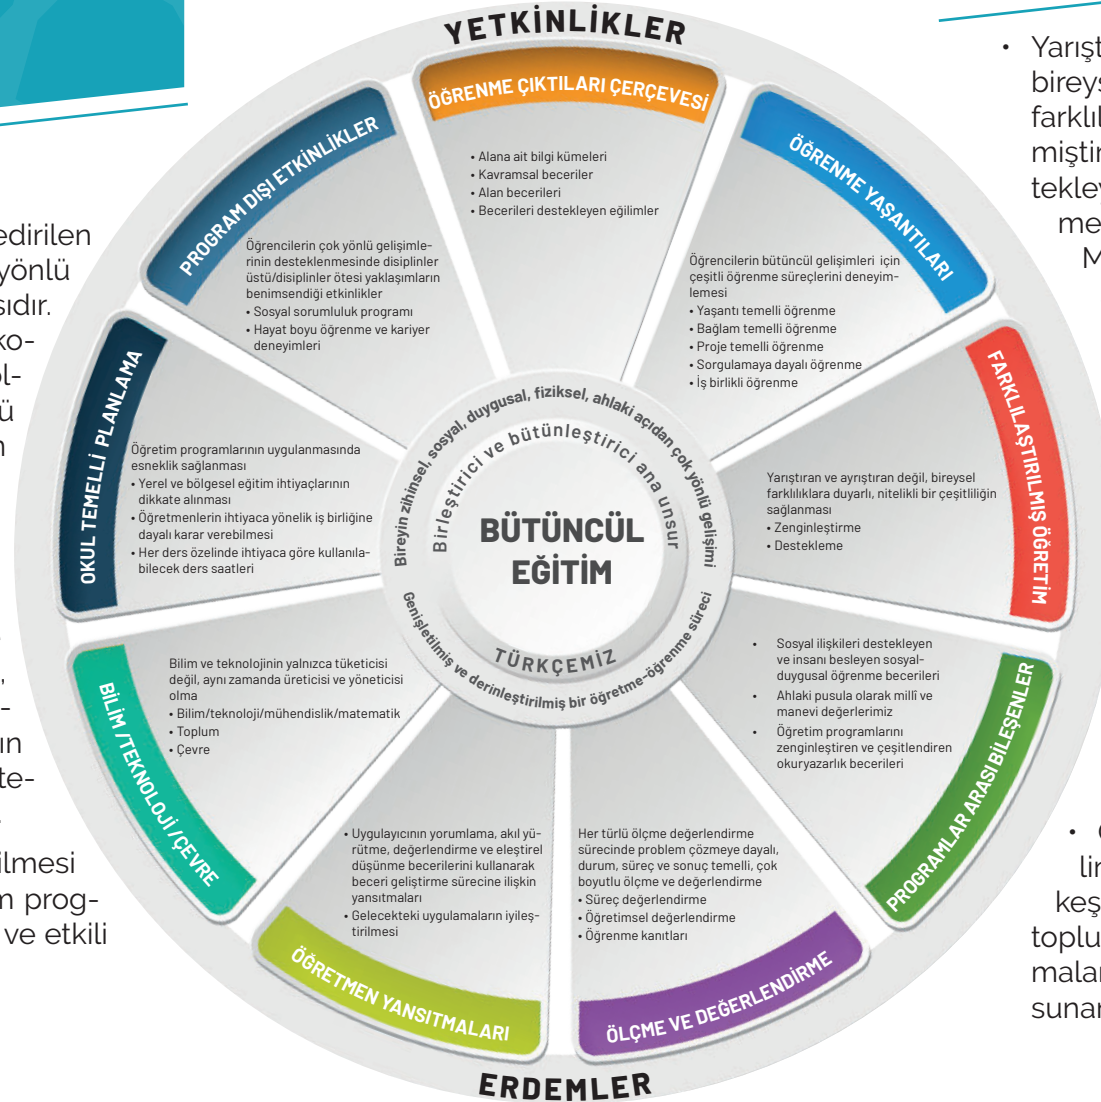 YETKİNLİKLER
ÖĞRENME ÇIKTILARI ÇERÇEVESİ
• Alana ait bilgi kümeleri
• Kavramsal beceriler
• Alan becerileri
• Becerileri destekleyen eğilimler
ÖĞRENME YAŞANTILARI
Öğrencilerin bütüncül gelişimleri için
çeşitli öğrenme süreçlerini deneyim-
lemesi
• Yaşantı temelli öğrenme
• Bağlam temelli öğrenme
• Proje temelli öğrenme
• Sorgulamaya dayalı öğrenme
• İş birlikli öğrenme
FARKLILAŞTIRILMIŞ ÖĞRETİM
Yarıştıran ve ayrıştıran değil, bireysel
farklılıklara duyarlı, nitelikli bir çeşitliliğin
sağlanması
• Zenginleştirme
• Destekleme
PROGRAMLAR ARASI BİLEŞENLER
• Sosyal ilişkileri destekleyen
ve insanı besleyen sosyal-
duygusal öğrenme becerileri
• Ahlaki pusula olarak millî ve
manevi değerlerimiz
• Öğretim programlarını
zenginleştiren ve çeşitlendiren
okuryazarlık becerileri
ÖLÇME VE DEĞERLENDİRME
Her türlü ölçme değerlendirme
sürecinde problem çözmeye dayalı,
durum, süreç ve sonuç temelli, çok
boyutlu ölçme ve değerlendirme
• Süreç değerlendirme
• Öğretimsel değerlendirme
• Öğrenme kanıtları
ÖĞRETMEN YANSITMALARI
• Uygulayıcının yorumlama, akıl yü-
rütme, değerlendirme ve eleştirel
düşünme becerilerini kullanarak
beceri geliştirme sürecine ilişkin
yansıtmaları
• Gelecekteki uygulamaların iyileş-
tirilmesi
BİLİM /TEKNOLOJİ /ÇEVRE
Bilim ve teknolojinin yalnızca tüketicisi
değil, aynı zamanda üreticisi ve yöneticisi
olma
• Bilim/teknoloji/mühendislik/matematik
• Toplum
• Çevre
OKUL TEMELLİ PLANLAMA
Öğretim programlarının uygulanmasında
esneklik sağlanması
• Yerel ve bölgesel eğitim ihtiyaçlarının
dikkate alınması
• Öğretmenlerin ihtiyaca yönelik iş birliğine
dayalı karar verebilmesi
• Her ders özelinde ihtiyaca göre kullanıla-
bilecek ders saatleri
PROGRAM DIŞI ETKİNLİKLER
Öğrencilerin çok yönlü gelişimle-
rinin desteklenmesinde disiplinler
üstü/disiplinler ötesi yaklaşımların
benimsendiği etkinlikler
• Sosyal sorumluluk programı
• Hayat boyu öğrenme ve kariyer
deneyimleri
Bireyin zihinsel, sosyal, duygusal, fiziksel, ahlaki açıdan çok yönlü gelişimi
Birleştirici ve bütünleştirici ana unsur
BÜTÜNCÜL
EĞİTİM
TÜRKÇEMİZ
Genişletilmiş ve derinleştirilmiş bir öğretme-öğrenme süreci
ERDEMLER
edirilen
yönlü
sıdır.
ko-
ol-
ü
n
,
-
ın
te-
ilmesi
m prog-
ve etkili
• Yarışt
bireys
farklıl
miştir
tekley
me
M
•
lin
keş
toplu
malar
sunar